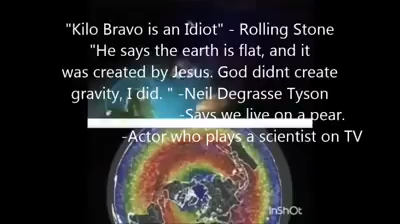 "Kilo Bravo is an Idiot" - Rolling Stone
"He says the earth is flat, and it
was created by Jesus. God didnt create
gravity, I did. " -Neil Degrasse Tyson
-Says we live on a pear.
-Actor who plays a scientist on TV
InShOt